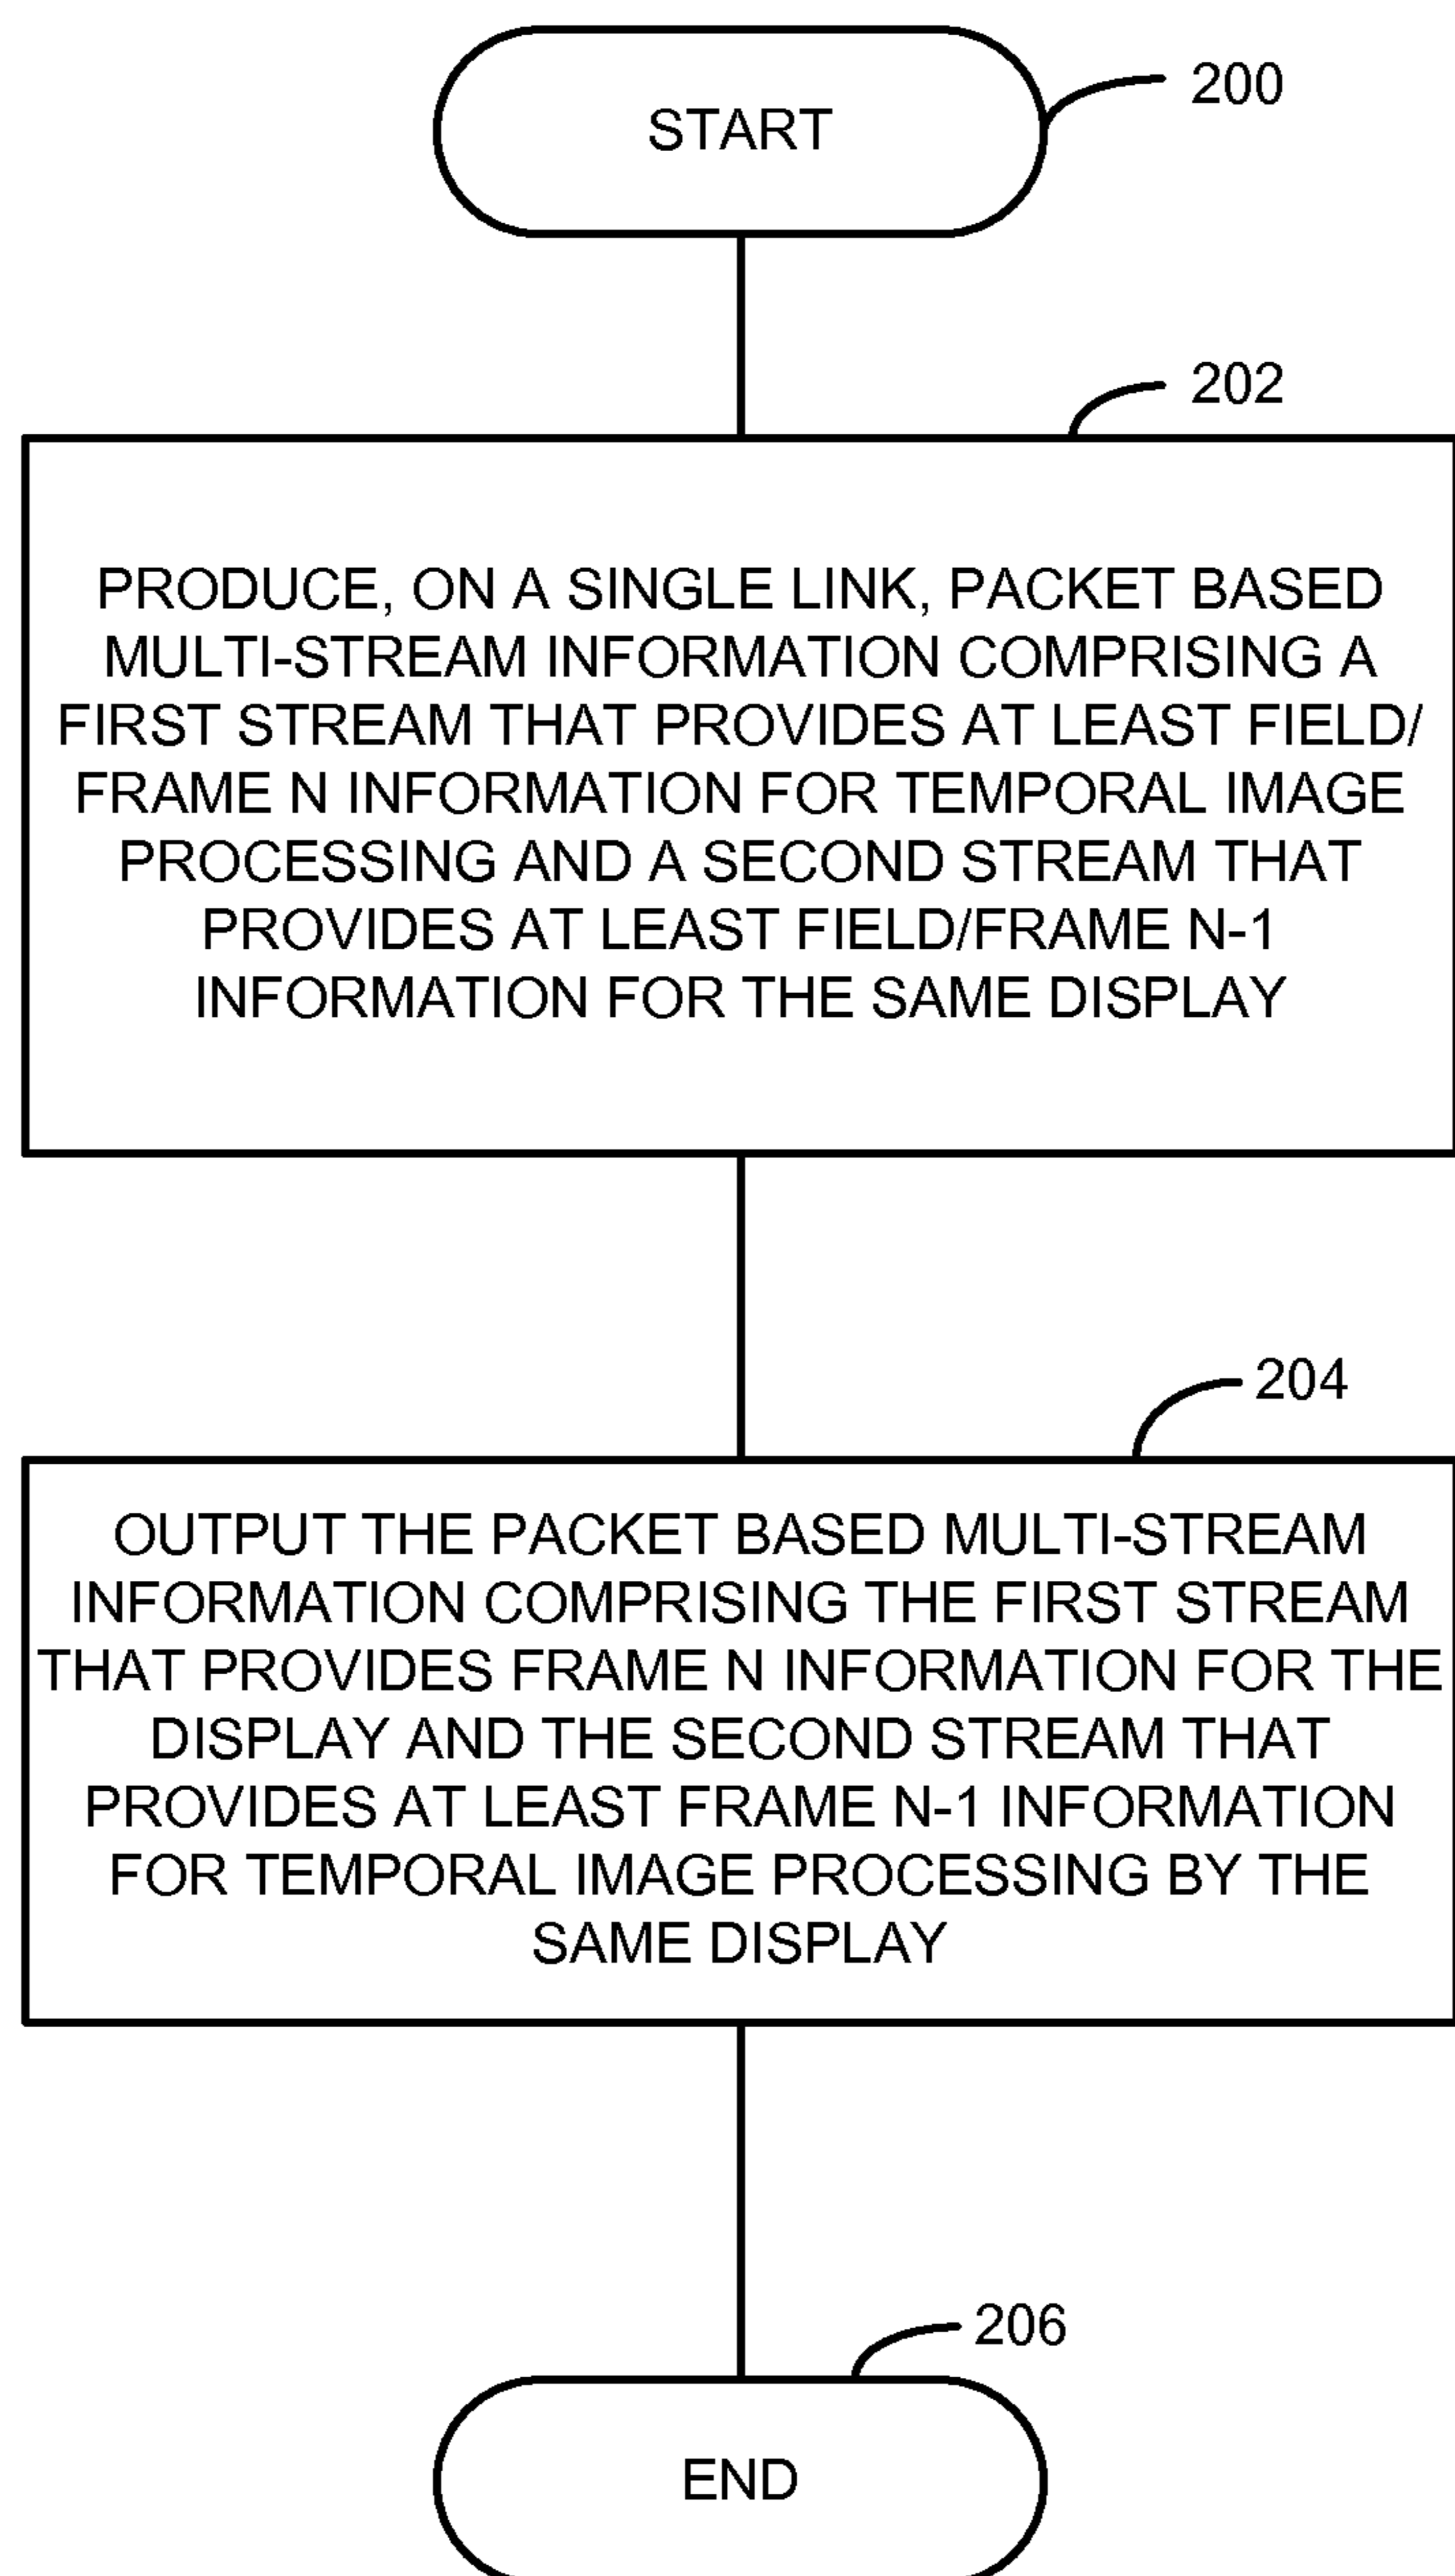 START
200
202
PRODUCE, ON A SINGLE LINK, PACKET BASED
MULTI-STREAM INFORMATION COMPRISING A
FIRST STREAM THAT PROVIDES AT LEAST FIELD/
FRAME N INFORMATION FOR TEMPORAL IMAGE
PROCESSING AND A SECOND STREAM THAT
PROVIDES AT LEAST FIELD/FRAME N-1
INFORMATION FOR THE SAME DISPLAY
204
OUTPUT THE PACKET BASED MULTI-STREAM
INFORMATION COMPRISING THE FIRST STREAM
THAT PROVIDES FRAME N INFORMATION FOR THE
DISPLAY AND THE SECOND STREAM THAT
PROVIDES AT LEAST FRAME N-1 INFORMATION
FOR TEMPORAL IMAGE PROCESSING BY THE
SAME DISPLAY
206
END